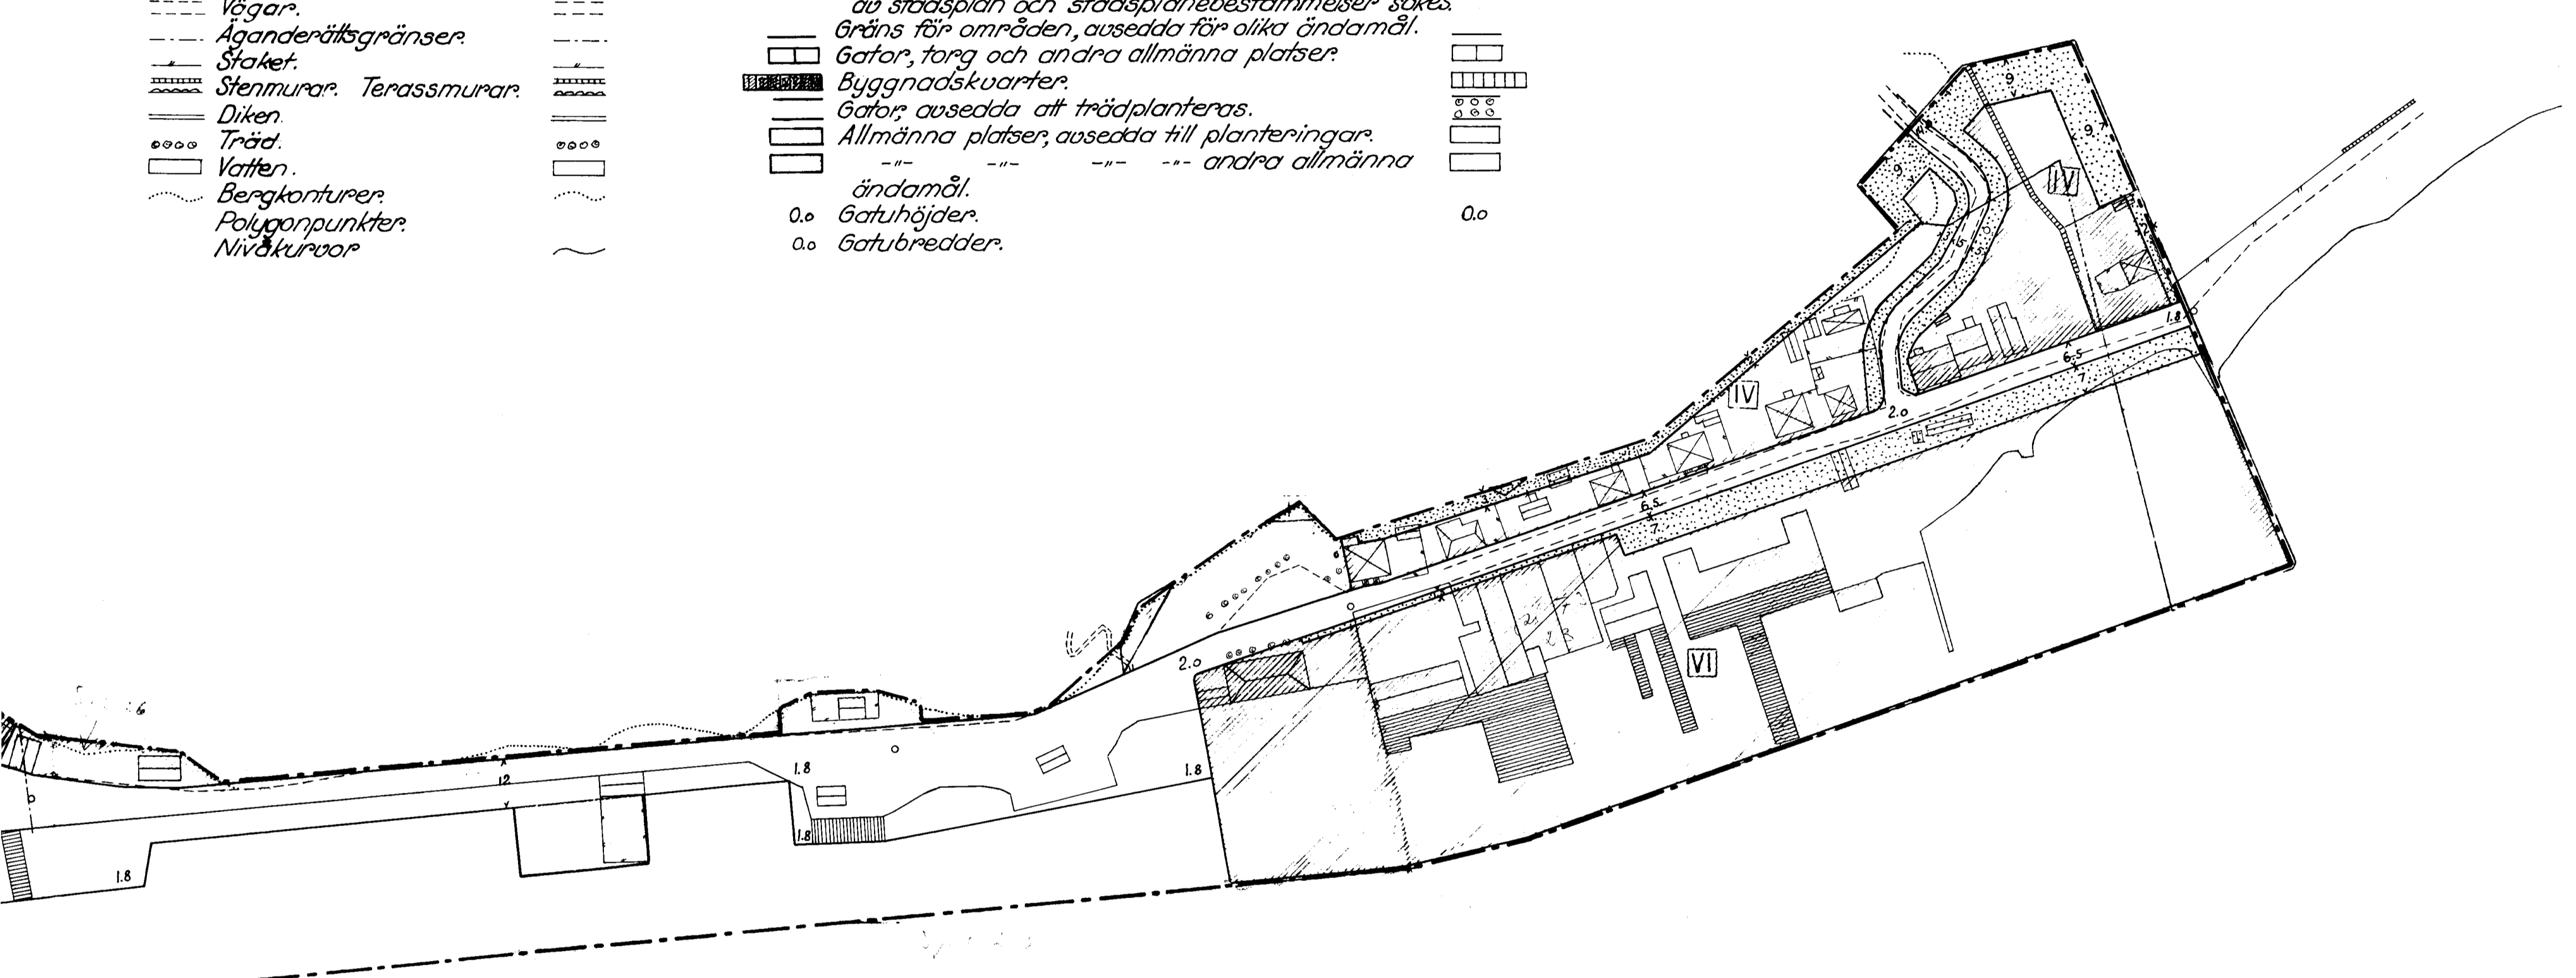 Vägar.
Äganderättsgränser.
Staket.
Stenmurar. Terassmurar.
Diken.
Träd.
Vatten.
Bergkonturer.
Polygonpunkter.
Nivåkurvor
av stadsplan och stadsplanebestämmelser sökes.
Gräns för områden, avsedda för olika ändamål.
Gator, torg och andra allmänna platser.
Byggnadskvarter.
Gator, avsedda att trädplanteras.
Allmänna platser, avsedda till planteringar.
-"- -"- -"- -"- andra allmänna
ändamål.
0.0 Gatuhöjder. 0.0
0.0 Gatubredder.
9
9
9
IV
1.8
6.5
7
IV
2.0
3
6.5
7
2.0
VI
6
12
1.8
1.8
1.8
1.8